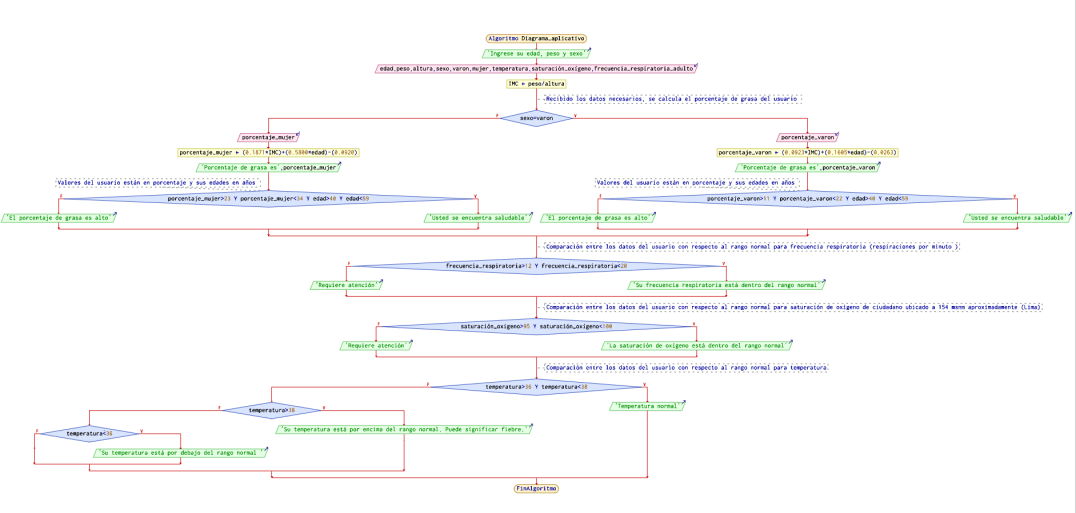 Algoritmo Diagrama_aplicativo
'Ingrese su edad, peso y sexo'
edad,peso,altura,sexo,varon,mujer,temperatura,saturación_oxigeno,frecuencia_respiratoria_adulto
IMC ← peso/altura
Recibido los datos necesarios, se calcula el porcentaje de grasa del usuario
sexo=varon
F
V
porcentaje_mujer
porcentaje_varon
porcentaje_mujer ← (0.1871*IMC)+(0.5800*edad)-(0.0920)
porcentaje_varon ← (0.0923*IMC)+(0.1605*edad)-(0.0263)
'Porcentaje de grasa es',porcentaje_mujer
'Porcentaje de grasa es',porcentaje_varon
Valores del usuario están en porcentaje y sus edades en años
Valores del usuario están en porcentaje y sus edades en años
F
porcentaje_mujer>23 Y porcentaje_mujer<34 Y edad>40 Y edad<59
V
F
porcentaje_varon>11 Y porcentaje_varon<22 Y edad>40 Y edad<59
V
'El porcentaje de grasa es alto'
'Usted se encuentra saludable'
'El porcentaje de grasa es alto'
'Usted se encuentra saludable'
Comparación entre los datos del usuario con respecto al rango normal para frecuencia respiratoria (respiraciones por minuto )
F
frecuencia_respiratoria>12 Y frecuencia_respiratoria<20
V
'Requiere atención'
'Su frecuencia respiratoria está dentro del rango normal'
Comparación entre los datos del usuario con respecto al rango normal para saturación de oxigeno de ciudadano ubicado a 154 msnm aproximadamente (Lima).
F
saturación_oxigeno>95 Y saturación_oxigeno<100
V
'Requiere atención'
'La saturación de oxigeno está dentro del rango normal'
Comparación entre los datos del usuario con respecto al rango normal para temperatura.
F
temperatura>36 Y temperatura<38
V
'Temperatura normal'
F
temperatura>38
V
'Su temperatura está por encima del rango normal. Puede significar fiebre.'
F
temperatura<36
V
'Su temperatura está por debajo del rango normal '
FinAlgoritmo